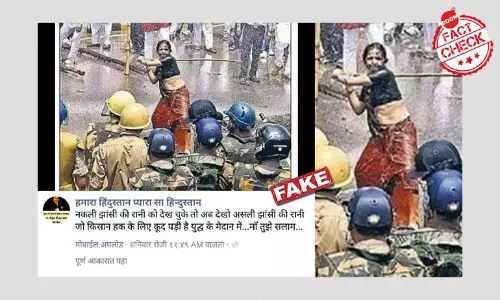 BOOM
FACT
CHECK
FAKE
हमारा हिंदुस्तान प्यारा सा हिन्दुस्तान
नकली झांसी की रानी को देख चुके तो अब देखो असली झांसी की रानी
जो किसान हक के लिए कूद पड़ी है युद्ध के मैदान में...माँ तुझे सलाम...
मोबाईल अपलोड · शनिवार रोजी ११:४९ AM वाजता ·
पूर्ण आकारात पहा